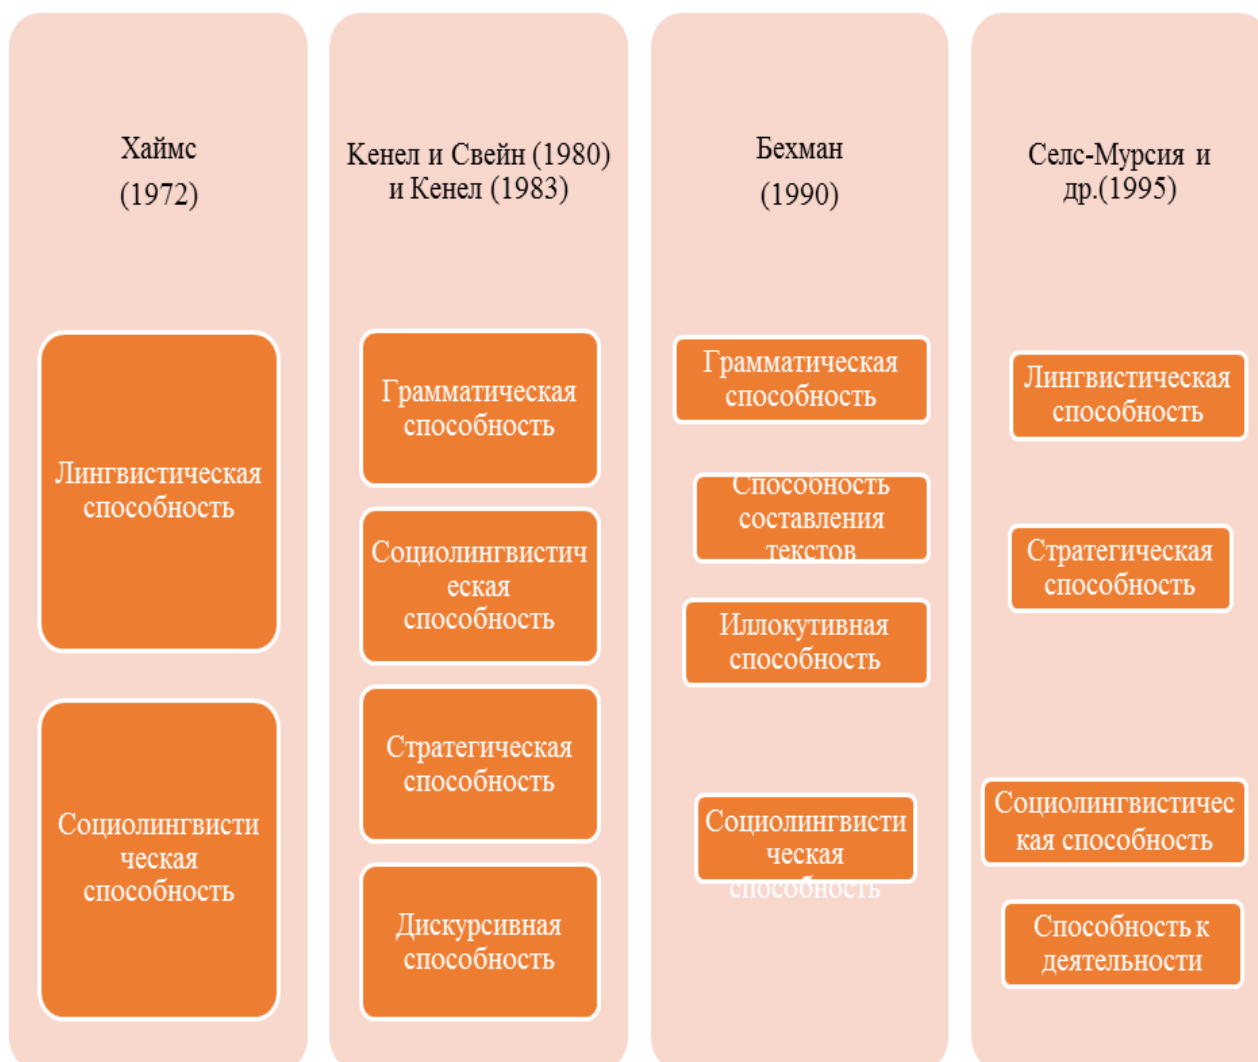 Хаймс
(1972)
Лингвистическая
способность
Социолингвисти
ческая
способность
Кенел и Свейн (1980)
и Кенел (1983)
Грамматическая
способность
Социолингвистич
еская
способность
Стратегическая
способность
Дискурсивная
способность
Бехман
(1990)
Грамматическая
способность
Способность
составления
текстов
Иллокутивная
способность
Социолингвисти
ческая
способность
Селс-Мурсия и
др.(1995)
Лингвистическая
способность
Стратегическая
способность
Социолингвистичес
кая способность
Способность к
деятельности